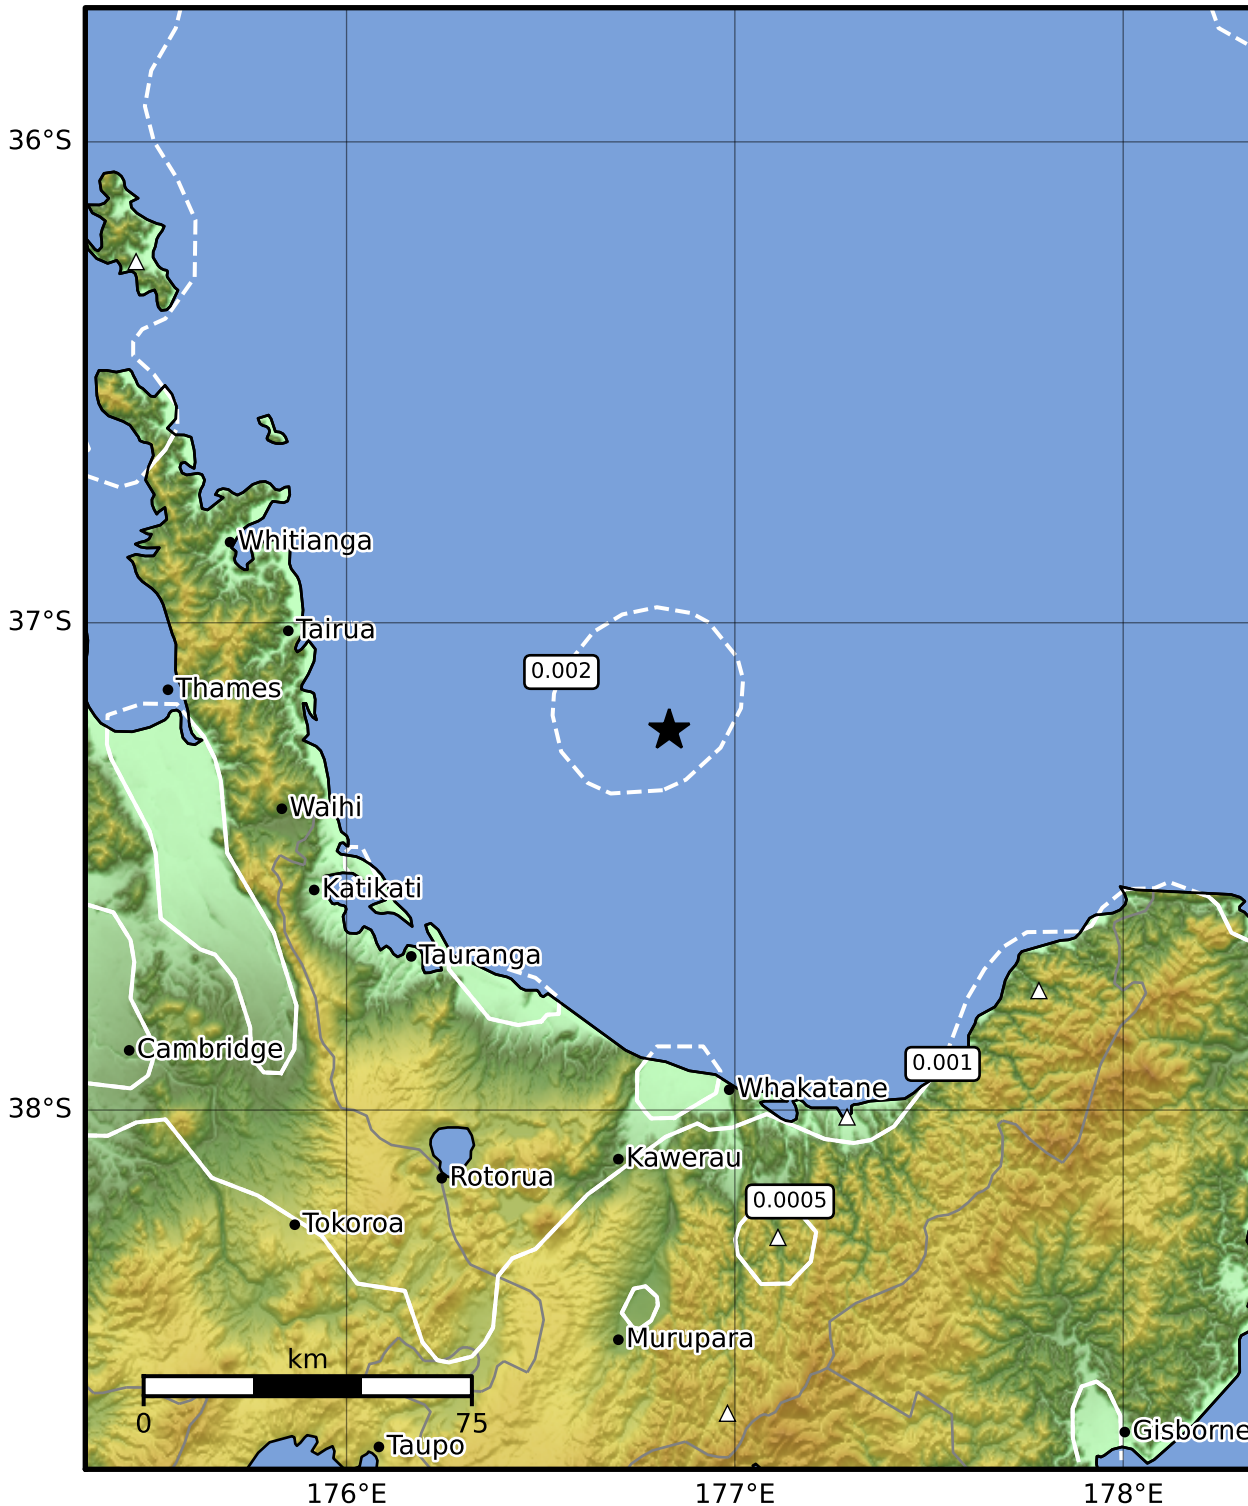 36°S
Whitianga
37°S
Tairua
0.002
Thames
Waihi
Katikati
Tauranga
Cambridge
0.001
Whakatane
38°S
Kawerau
Rotorua
0.0005
Tokoroa
Murupara
km
0 75
Gisborne
Taupo
176°E 177°E 178°E